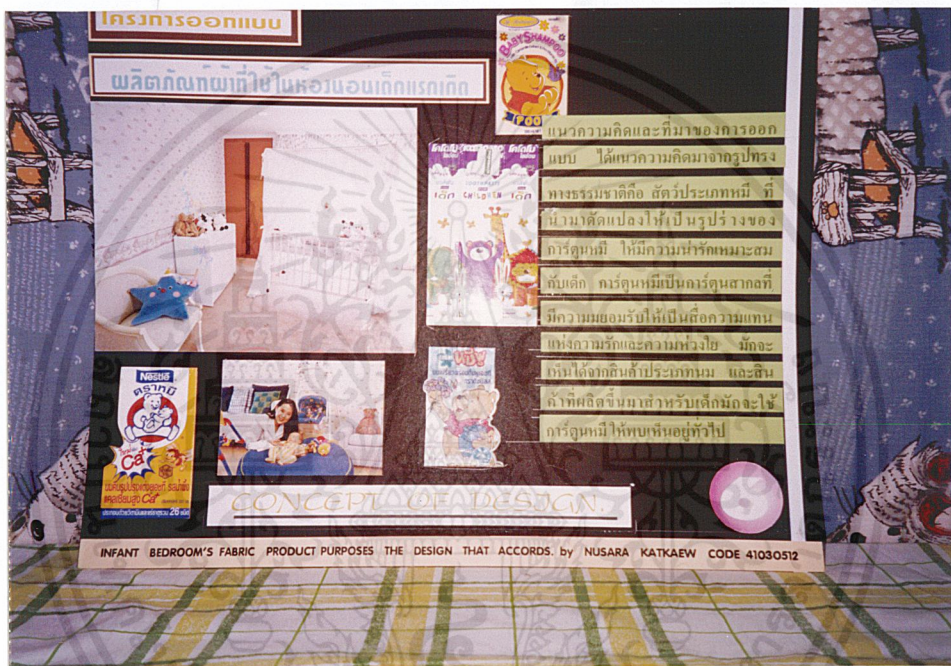 โครงการออกแบบ
ผลิตภัณฑ์ผ้าที่ใช้ในห้องนอนเด็กแรกเกิด
BABY SHAMPOO
POO
แนวความคิดและที่มาของการออก
แบบ ได้แนวความคิดมาจากรูปทรง
ทางธรรมชาติคือ สัตว์ประเภทหมี ที่
นำมาดัดแปลงให้เป็นรูปร่างของ
การ์ตูนหมี ให้มีความน่ารักเหมาะสม
กับเด็ก การ์ตูนหมีเป็นการ์ตูนสากลที่
มีความมยอมรับให้เป็นสื่อความแทน
แห่งความรักและความห่วงใย มักจะ
เห็นได้จากสินค้าประเภทนม และสิน
ค้าที่ผลิตขึ้นมาสำหรับเด็กมักจะใช้
การ์ตูนหมีให้พบเห็นอยู่ทั่วไป
โคโดโม
CHILDREN
เด็ก
Nestlé
ตราหมี
Ca
CONCEPT OF DESIGN.
INFANT BEDROOM'S FABRIC PRODUCT PURPOSES THE DESIGN THAT ACCORDS. by NUSARA KATKAEW CODE 41030512